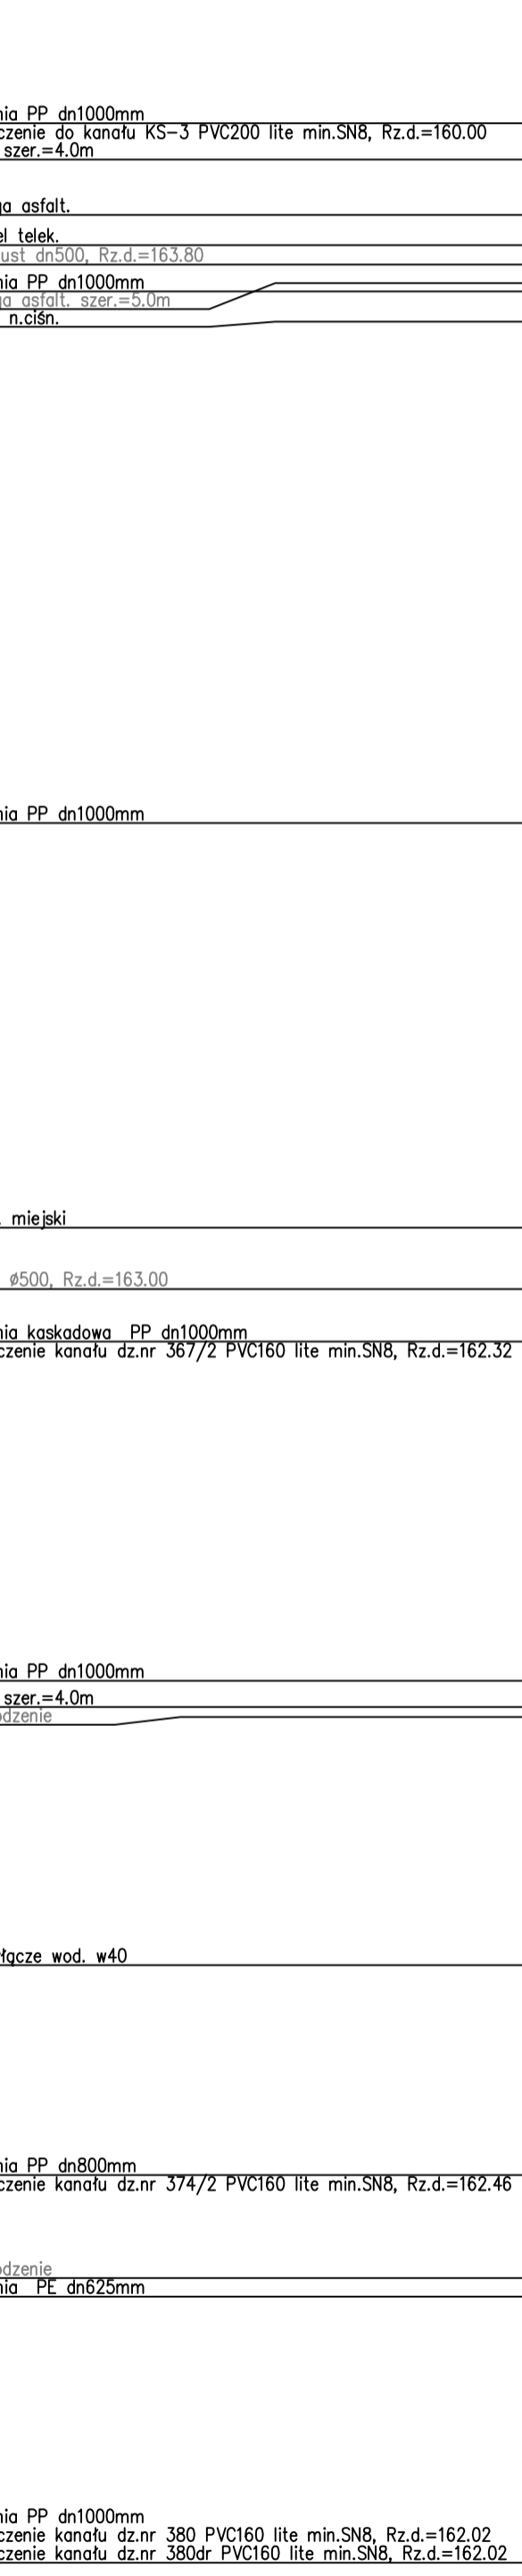 nia PP dn1000mm
czenie do kanału KS-3 PVC200 lite min.SN8, Rz.d.=160.00
szer.=4.0m
ga asfalt.
el telek.
ust dn500, Rz.d.=163.80
nia PP dn1000mm
ga asfalt. szer.=5.0m
n.ciśn.
nia PP dn1000mm
. miejski
ø500, Rz.d.=163.00
nia kaskadowa PP dn1000mm
czenie kanału dz.nr 367/2 PVC160 lite min.SN8, Rz.d.=162.32
nia PP dn1000mm
szer.=4.0m
odzenie
łącze wod. w40
nia PP dn800mm
czenie kanału dz.nr 374/2 PVC160 lite min.SN8, Rz.d.=162.46
odzenie
nia PE dn625mm
nia PP dn1000mm
czenie kanału dz.nr 380 PVC160 lite min.SN8, Rz.d.=162.02
czenie kanału dz.nr 380dr PVC160 lite min.SN8, Rz.d.=162.02